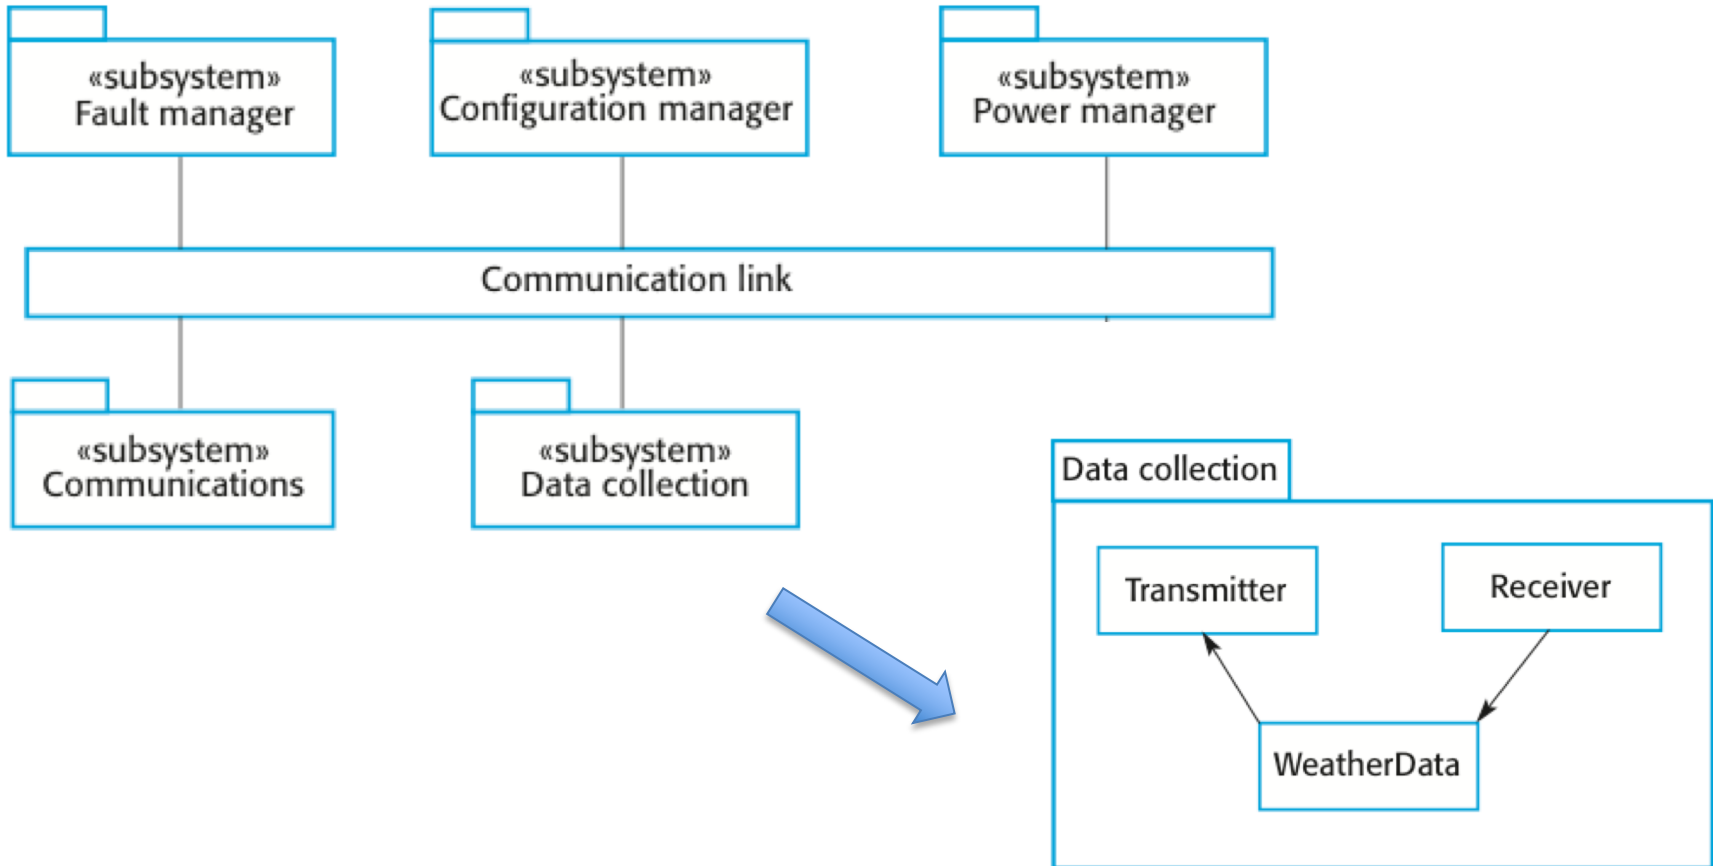 «subsystem»
Fault manager
«subsystem»
Configuration manager
«subsystem»
Power manager
Communication link
«subsystem»
Communications
«subsystem»
Data collection
Data collection
Transmitter
Receiver
WeatherData